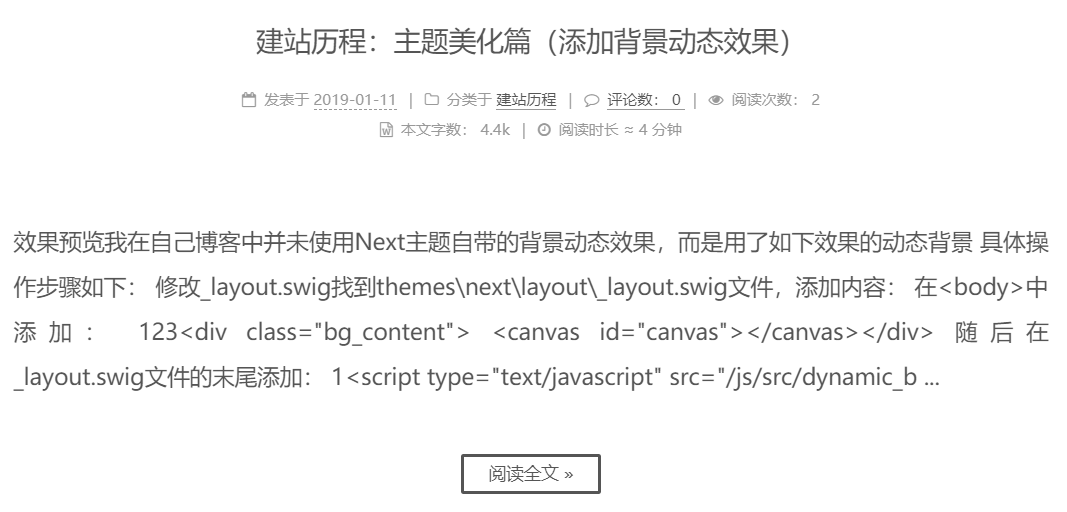 建站历程：主题美化篇（添加背景动态效果）
发表于 2019-01-11 | 分类于 建站历程 | 评论数： 0 | 阅读次数： 2
本文字数： 4.4k | 阅读时长 ≈ 4 分钟
效果预览我在自己博客中并未使用Next主题自带的背景动态效果，而是用了如下效果的动态背景 具体操
作步骤如下： 修改_layout.swig找到themes\next\layout\_layout.swig文件，添加内容： 在<body>中
添加： 123<div class="bg_content"> <canvas id="canvas"></canvas></div> 随后在
_layout.swig文件的末尾添加： 1<script type="text/javascript" src="/js/src/dynamic_b ...
阅读全文 »